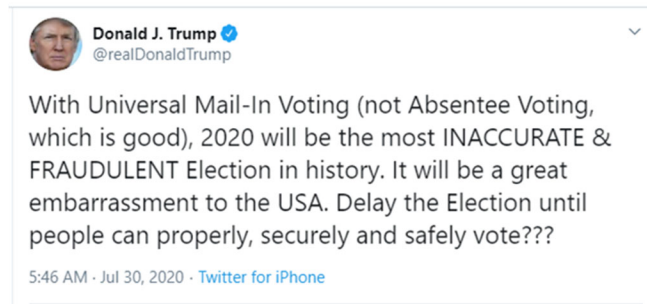 Donald J. Trump
@realDonaldTrump
With Universal Mail-In Voting (not Absentee Voting,
which is good), 2020 will be the most INACCURATE &
FRAUDULENT Election in history. It will be a great
embarrassment to the USA. Delay the Election until
people can properly, securely and safely vote???
5:46 AM · Jul 30, 2020 · Twitter for iPhone